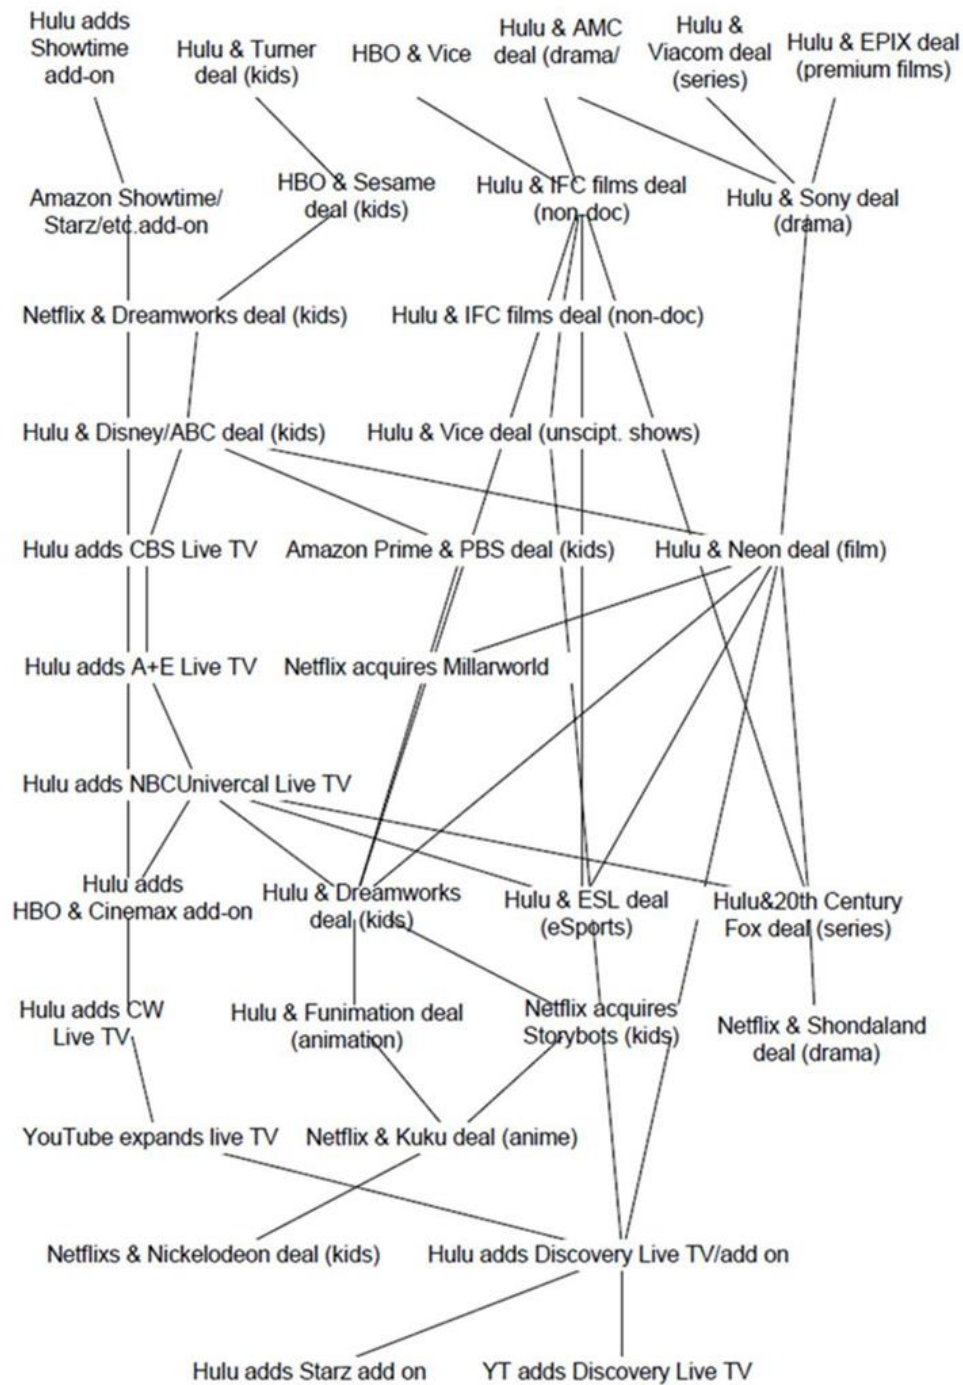 Hulu adds
Showtime
add-on
Hulu & Turner
deal (kids)
HBO & Vice
Hulu & AMC
deal (drama/
Hulu &
Viacom deal
(series)
Hulu & EPIX deal
(premium films)
Amazon Showtime/
Starz/etc.add-on
HBO & Sesame
deal (kids)
Hulu & IFC films deal
(non-doc)
Hulu & Sony deal
(drama)
Netflix & Dreamworks deal (kids)
Hulu & IFC films deal (non-doc)
Hulu & Disney/ABC deal (kids)
Hulu & Vice deal (unscipt. shows)
Hulu adds CBS Live TV
Amazon Prime & PBS deal (kids)
Hulu & Neon deal (film)
Hulu adds A+E Live TV
Netflix acquires Millarworld
Hulu adds NBCUnivercal Live TV
Hulu adds
HBO & Cinemax add-on
Hulu & Dreamworks
deal (kids)
Hulu & ESL deal
(eSports)
Hulu&20th Century
Fox deal (series)
Hulu adds CW
Live TV
Hulu & Funimation deal
(animation)
Netflix acquires
Storybots (kids)
Netflix & Shondaland
deal (drama)
YouTube expands live TV
Netflix & Kuku deal (anime)
Netflixs & Nickelodeon deal (kids)
Hulu adds Discovery Live TV/add on
Hulu adds Starz add on
YT adds Discovery Live TV